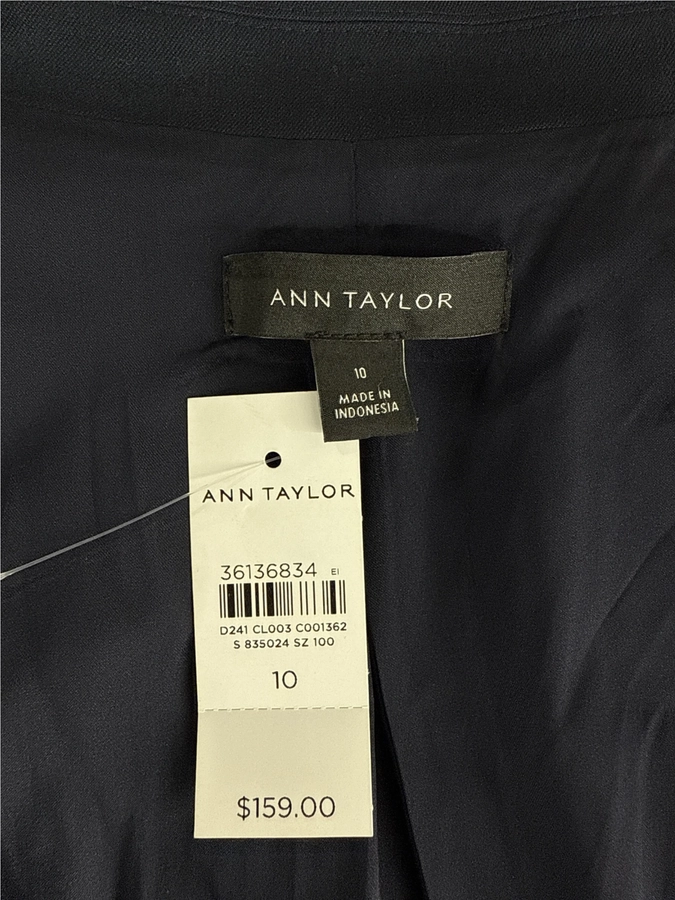 ANN TAYLOR
10
MADE IN
INDONESIA
ANN TAYLOR
36136834 EI
D241 CL003 C001362
S 835024 SZ 100
10
$159.00